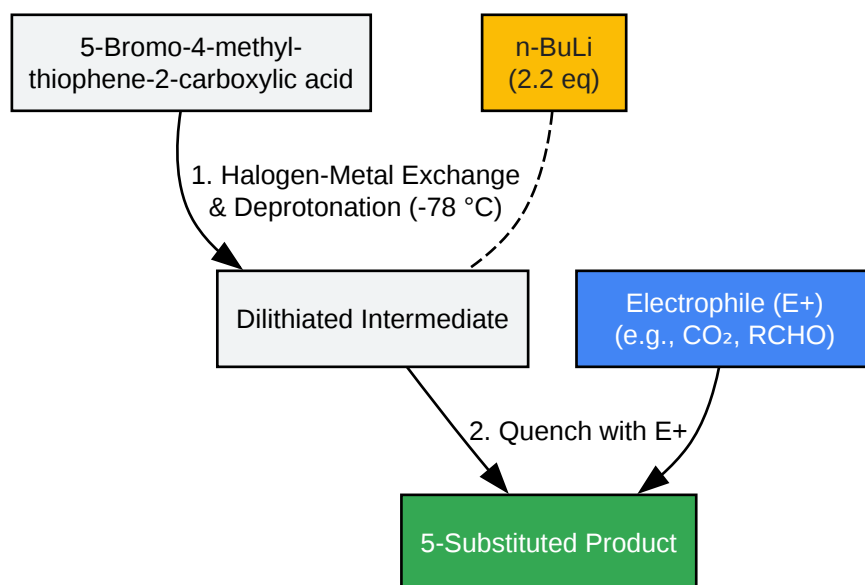 5-Bromo-4-methyl-
thiophene-2-carboxylic acid
n-BuLi
(2.2 eq)
1. Halogen-Metal Exchange
& Deprotonation (-78 °C)
Dilithiated Intermediate
Electrophile (E+)
(e.g., CO₂, RCHO)
2. Quench with E+
5-Substituted Product